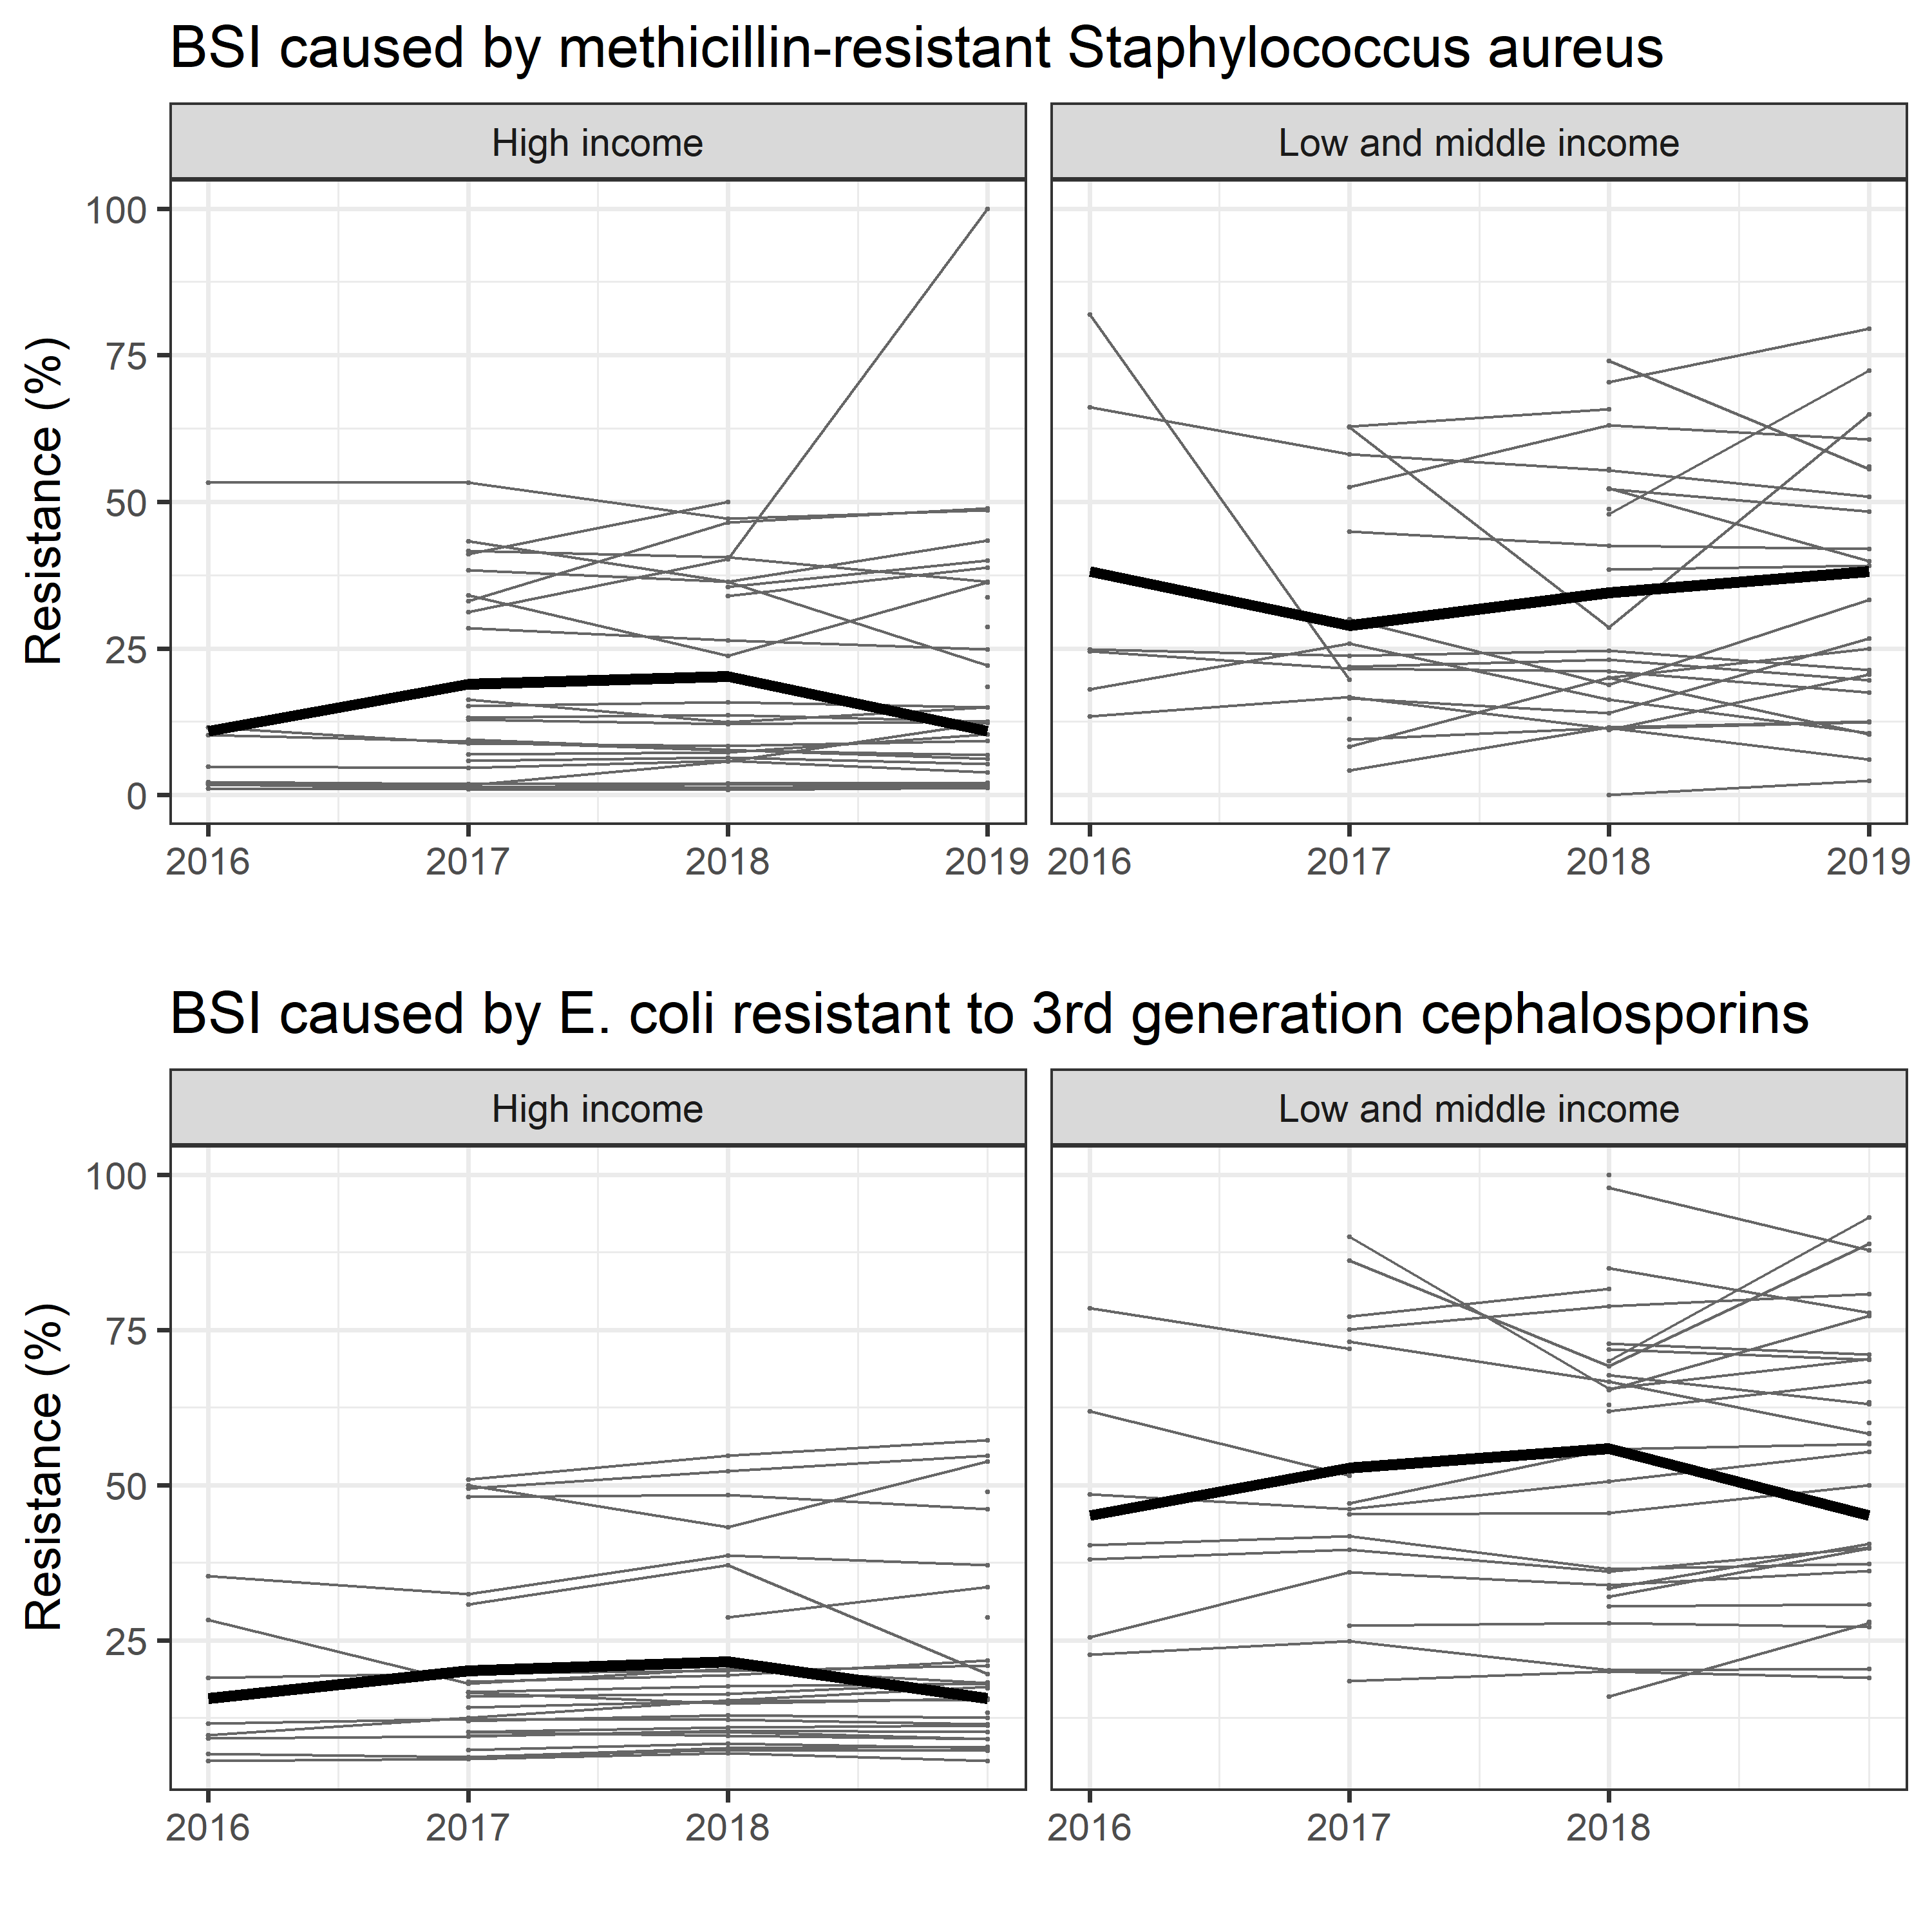 BSI caused by methicillin-resistant Staphylococcus aureus
High income
Low and middle income
Resistance (%)
100
75
50
25
0
2016 2017 2018 2019
2016 2017 2018 2019
BSI caused by E. coli resistant to 3rd generation cephalosporins
High income
Low and middle income
Resistance (%)
100
75
50
25
2016 2017 2018
2016 2017 2018